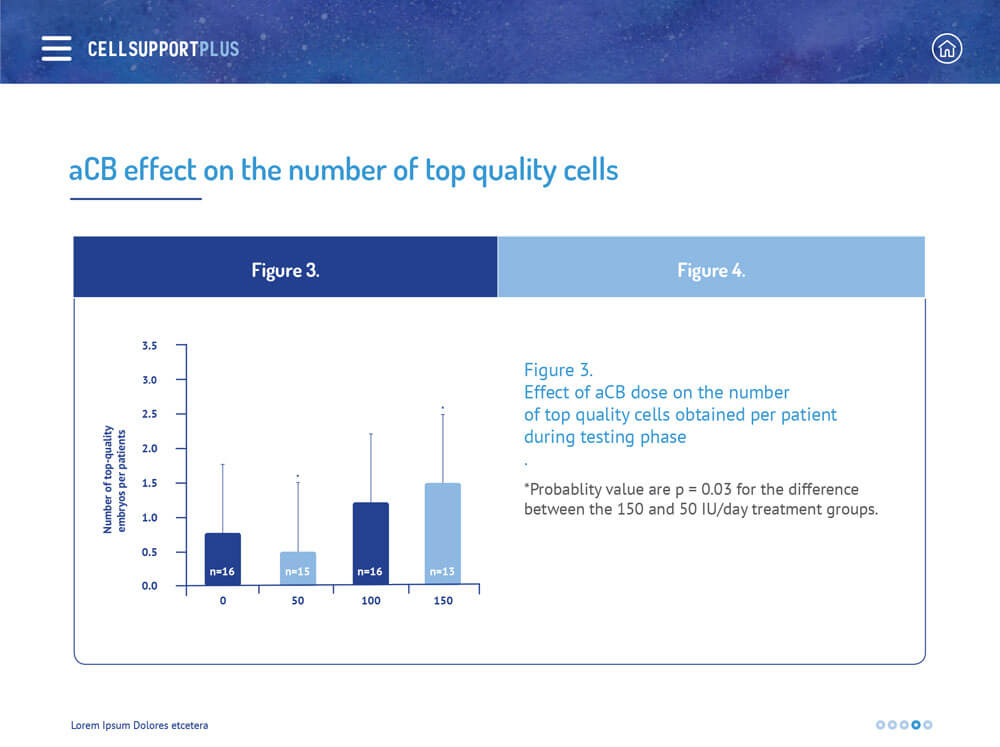 CELLSUPPORTPLUS
aCB effect on the number of top quality cells
Figure 3.
Figure 4.
Number of top-quality
embryos per patients
3.5
3.0
2.5
2.0
1.5
1.0
0.5
0.0
*
*
n=16
n=15
n=16
n=13
0
50
100
150
Figure 3.
Effect of aCB dose on the number
of top quality cells obtained per patient
during testing phase
.
*Probablity value are p = 0.03 for the difference
between the 150 and 50 IU/day treatment groups.
Lorem Ipsum Dolores etcetera